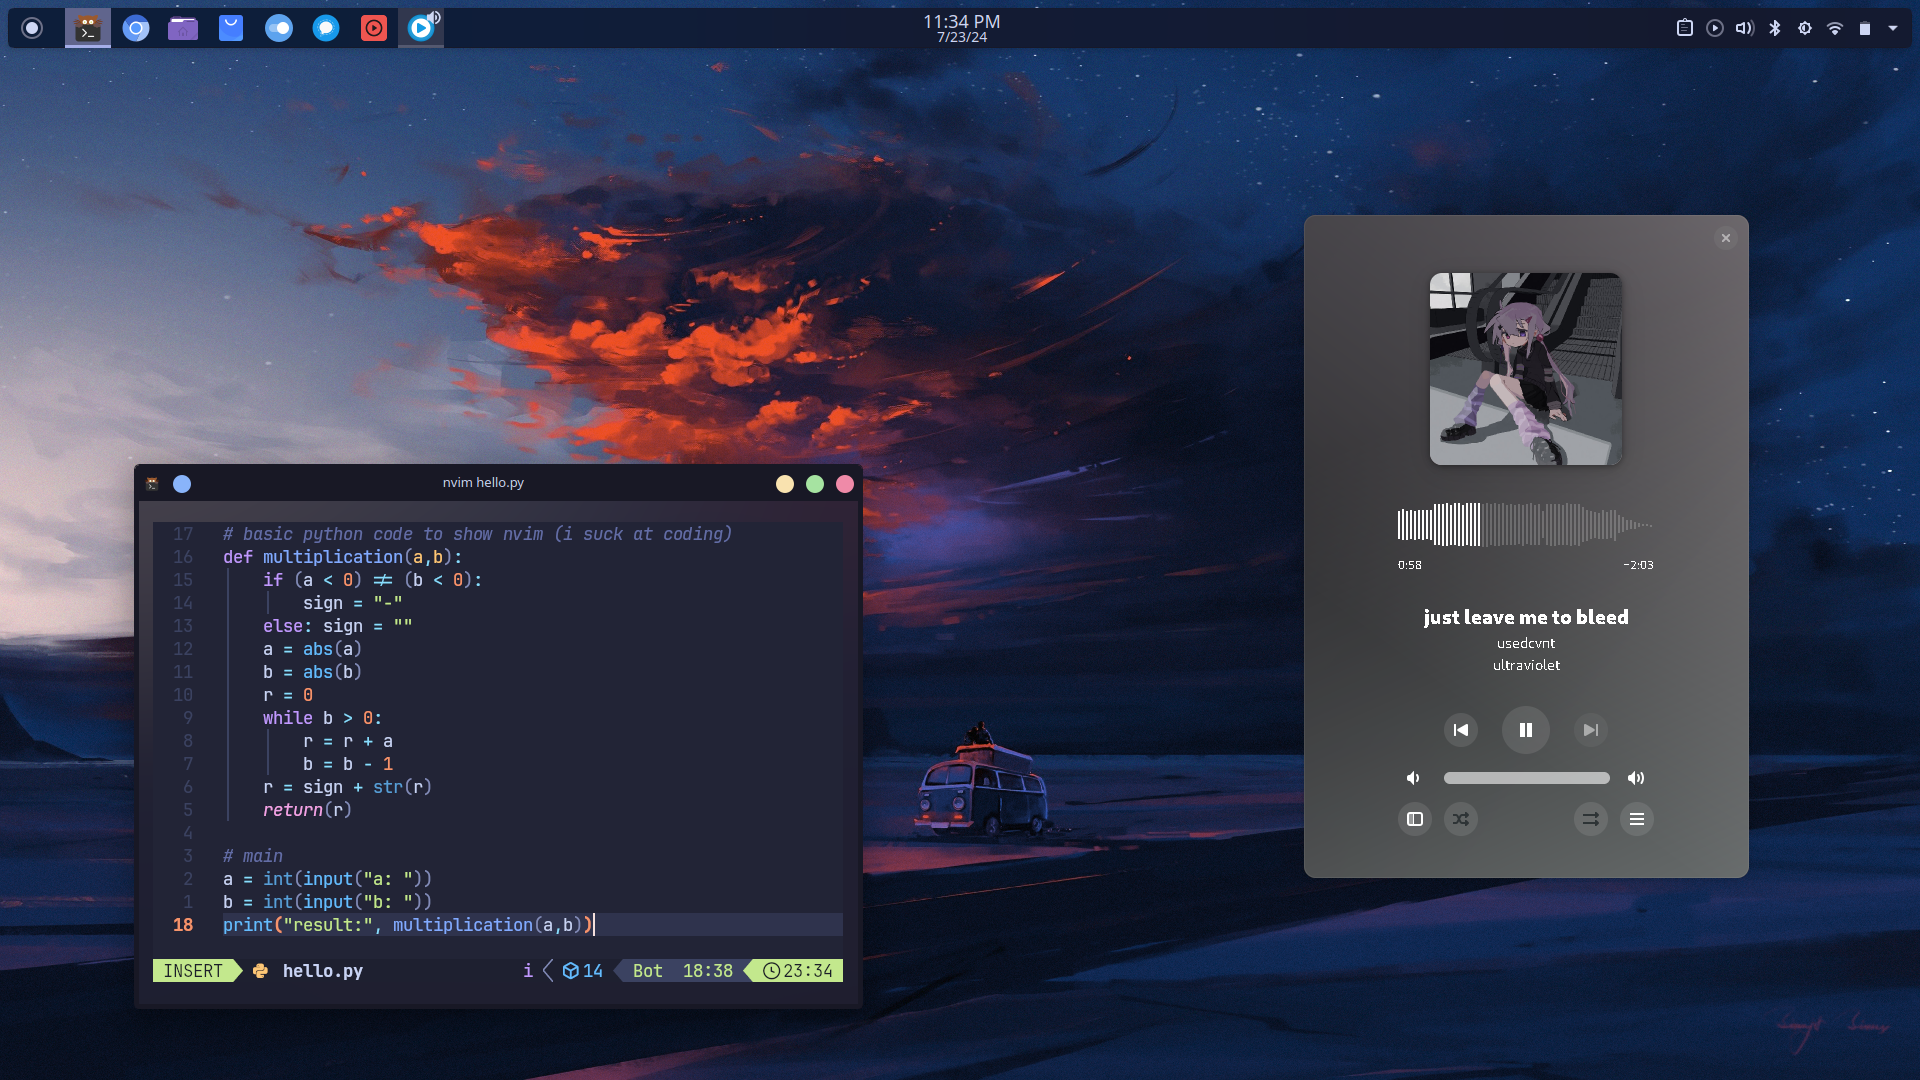 11:34 PM
7/23/24
nvim hello.py
17 # basic python code to show nvim (i suck at coding)
16 def multiplication(a,b):
15 if (a < 0) != (b < 0):
14 sign = "-"
13 else: sign = ""
12 a = abs(a)
11 b = abs(b)
10 r = 0
9 while b > 0:
8 r = r + a
7 b = b - 1
6 r = sign + str(r)
5 return(r)
4
3 # main
2 a = int(input("a: "))
1 b = int(input("b: "))
18 print("result:", multiplication(a,b))
INSERT hello.py i 14 Bot 18:38 23:34
0:58 -2:03
just leave me to bleed
usedcvnt
ultraviolet